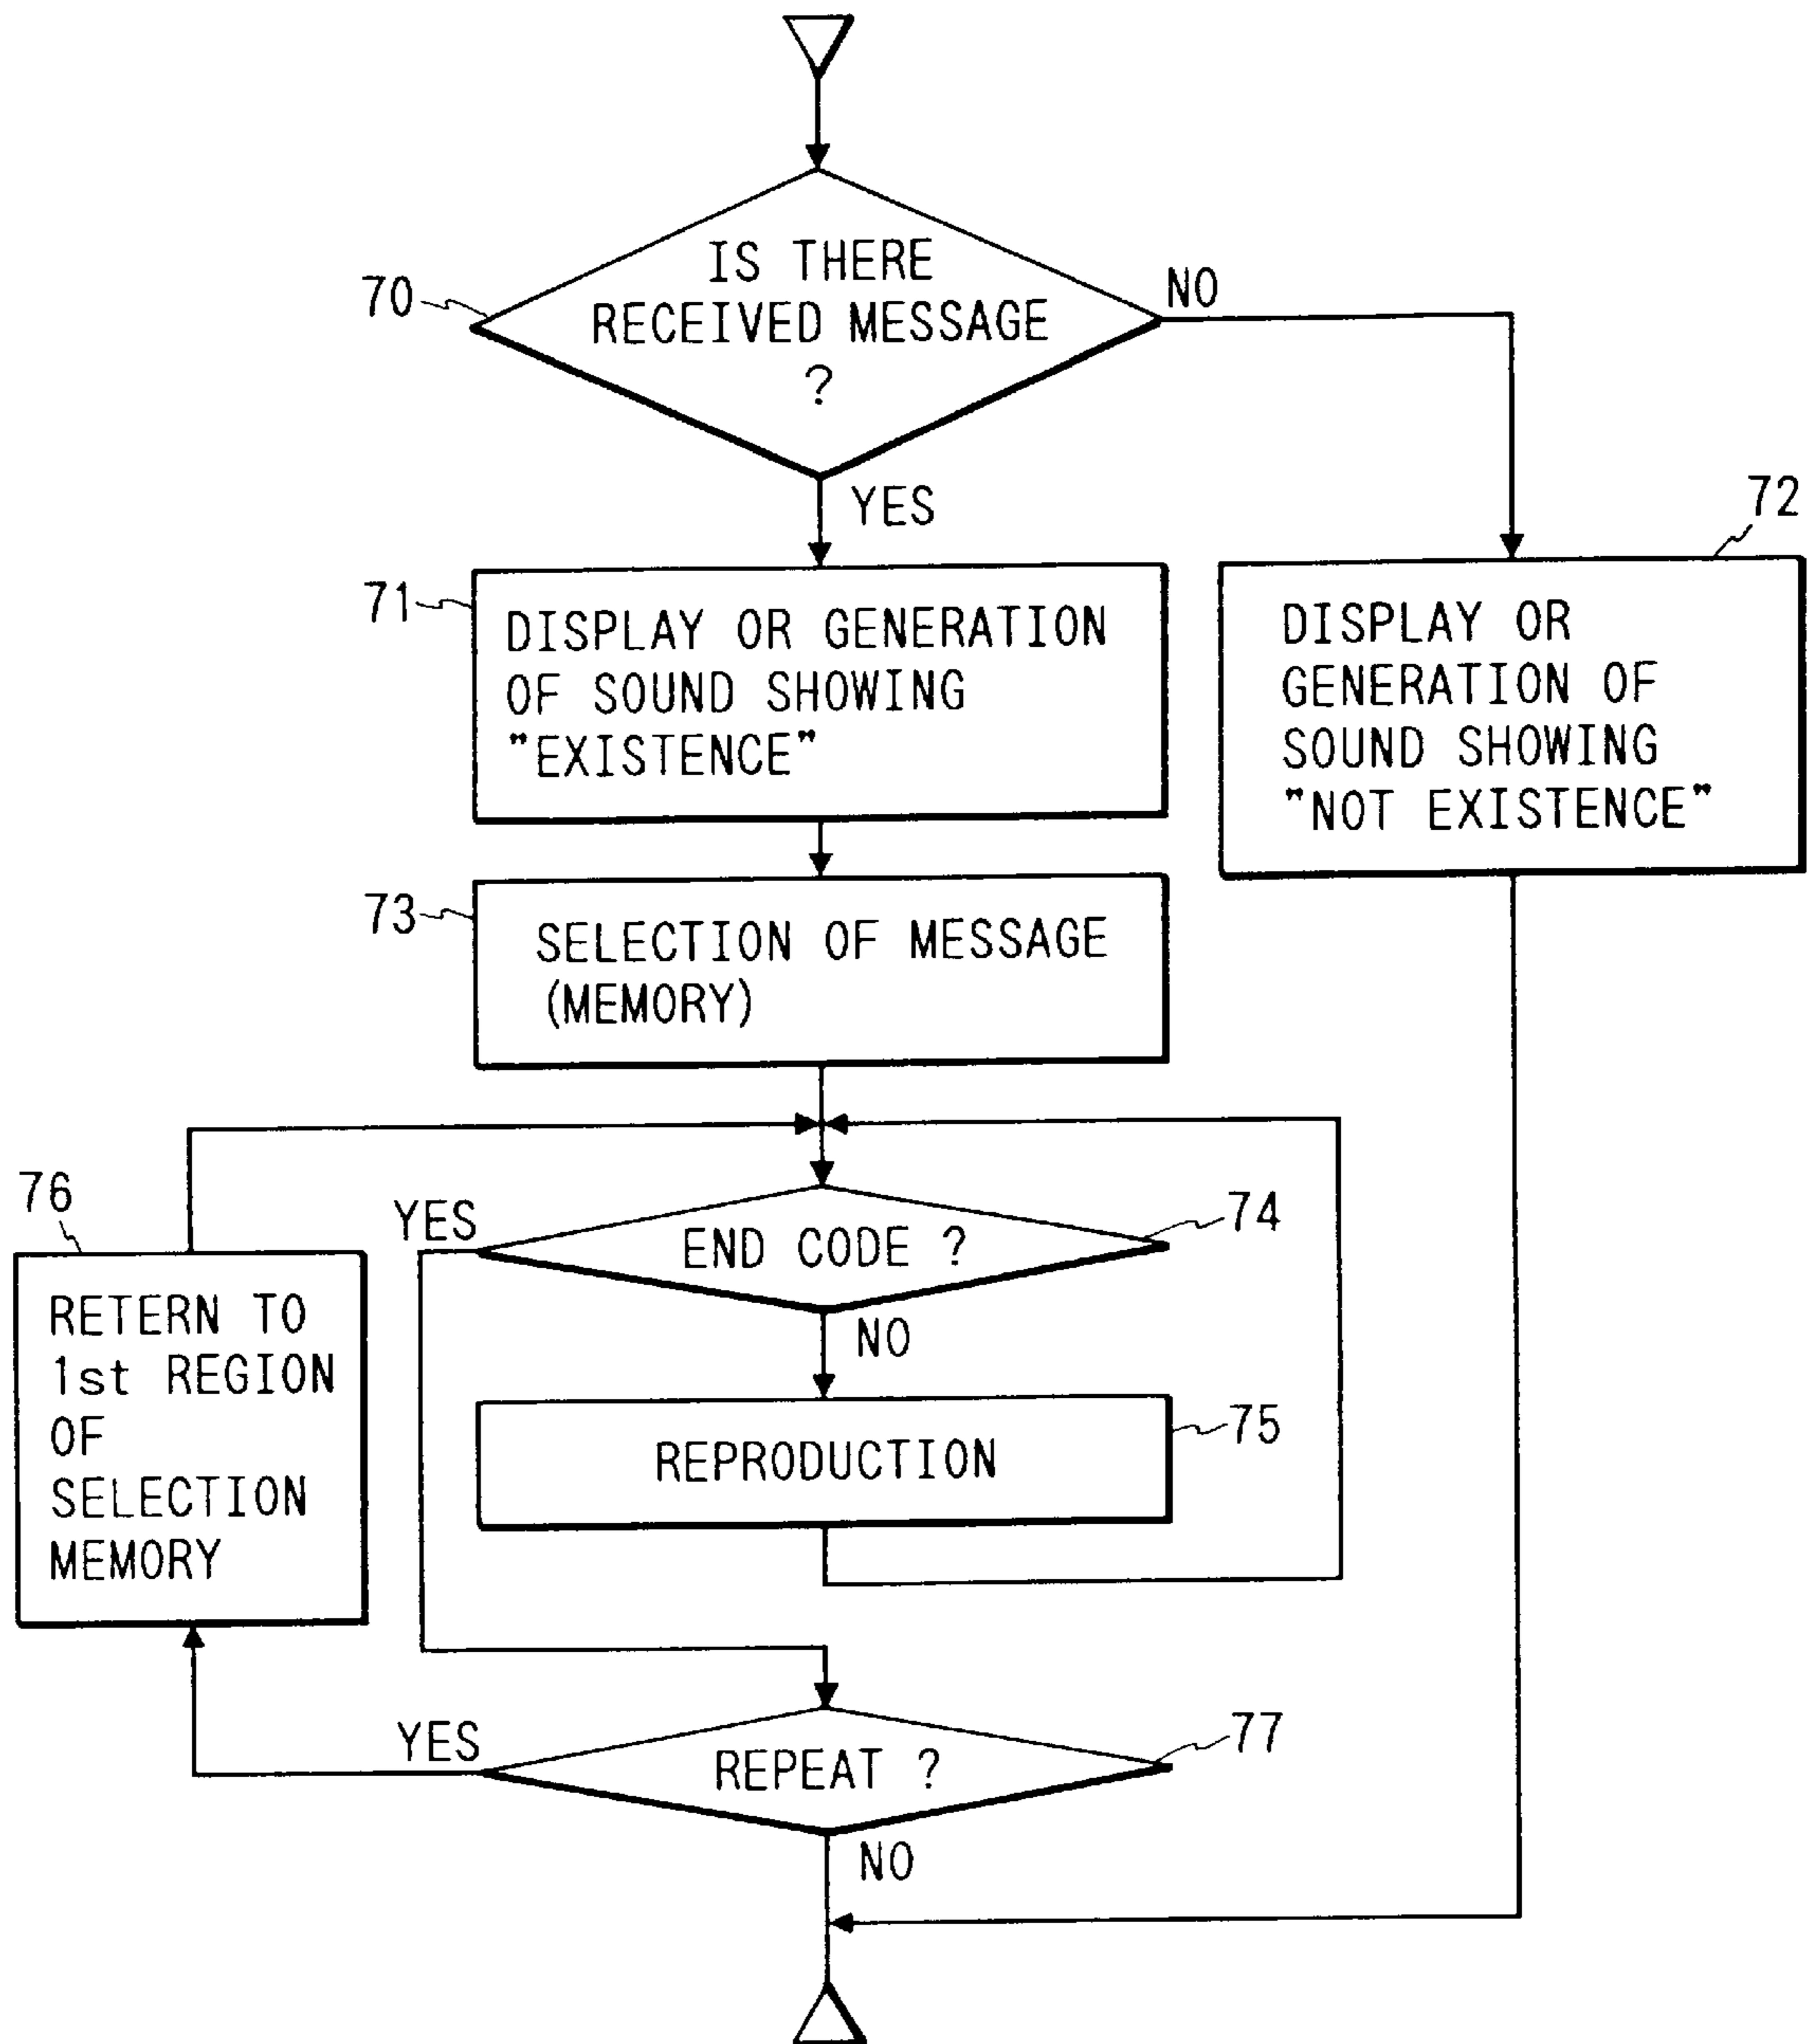 IS THERE
RECEIVED MESSAGE
?
70
NO
YES
72
71
DISPLAY OR GENERATION
OF SOUND SHOWING
"EXISTENCE"
DISPLAY OR
GENERATION OF
SOUND SHOWING
"NOT EXISTENCE"
73
SELECTION OF MESSAGE
(MEMORY)
76
YES
END CODE ?
74
RETERN TO
1st REGION
OF
SELECTION
MEMORY
NO
REPRODUCTION
75
YES
REPEAT ?
77
NO